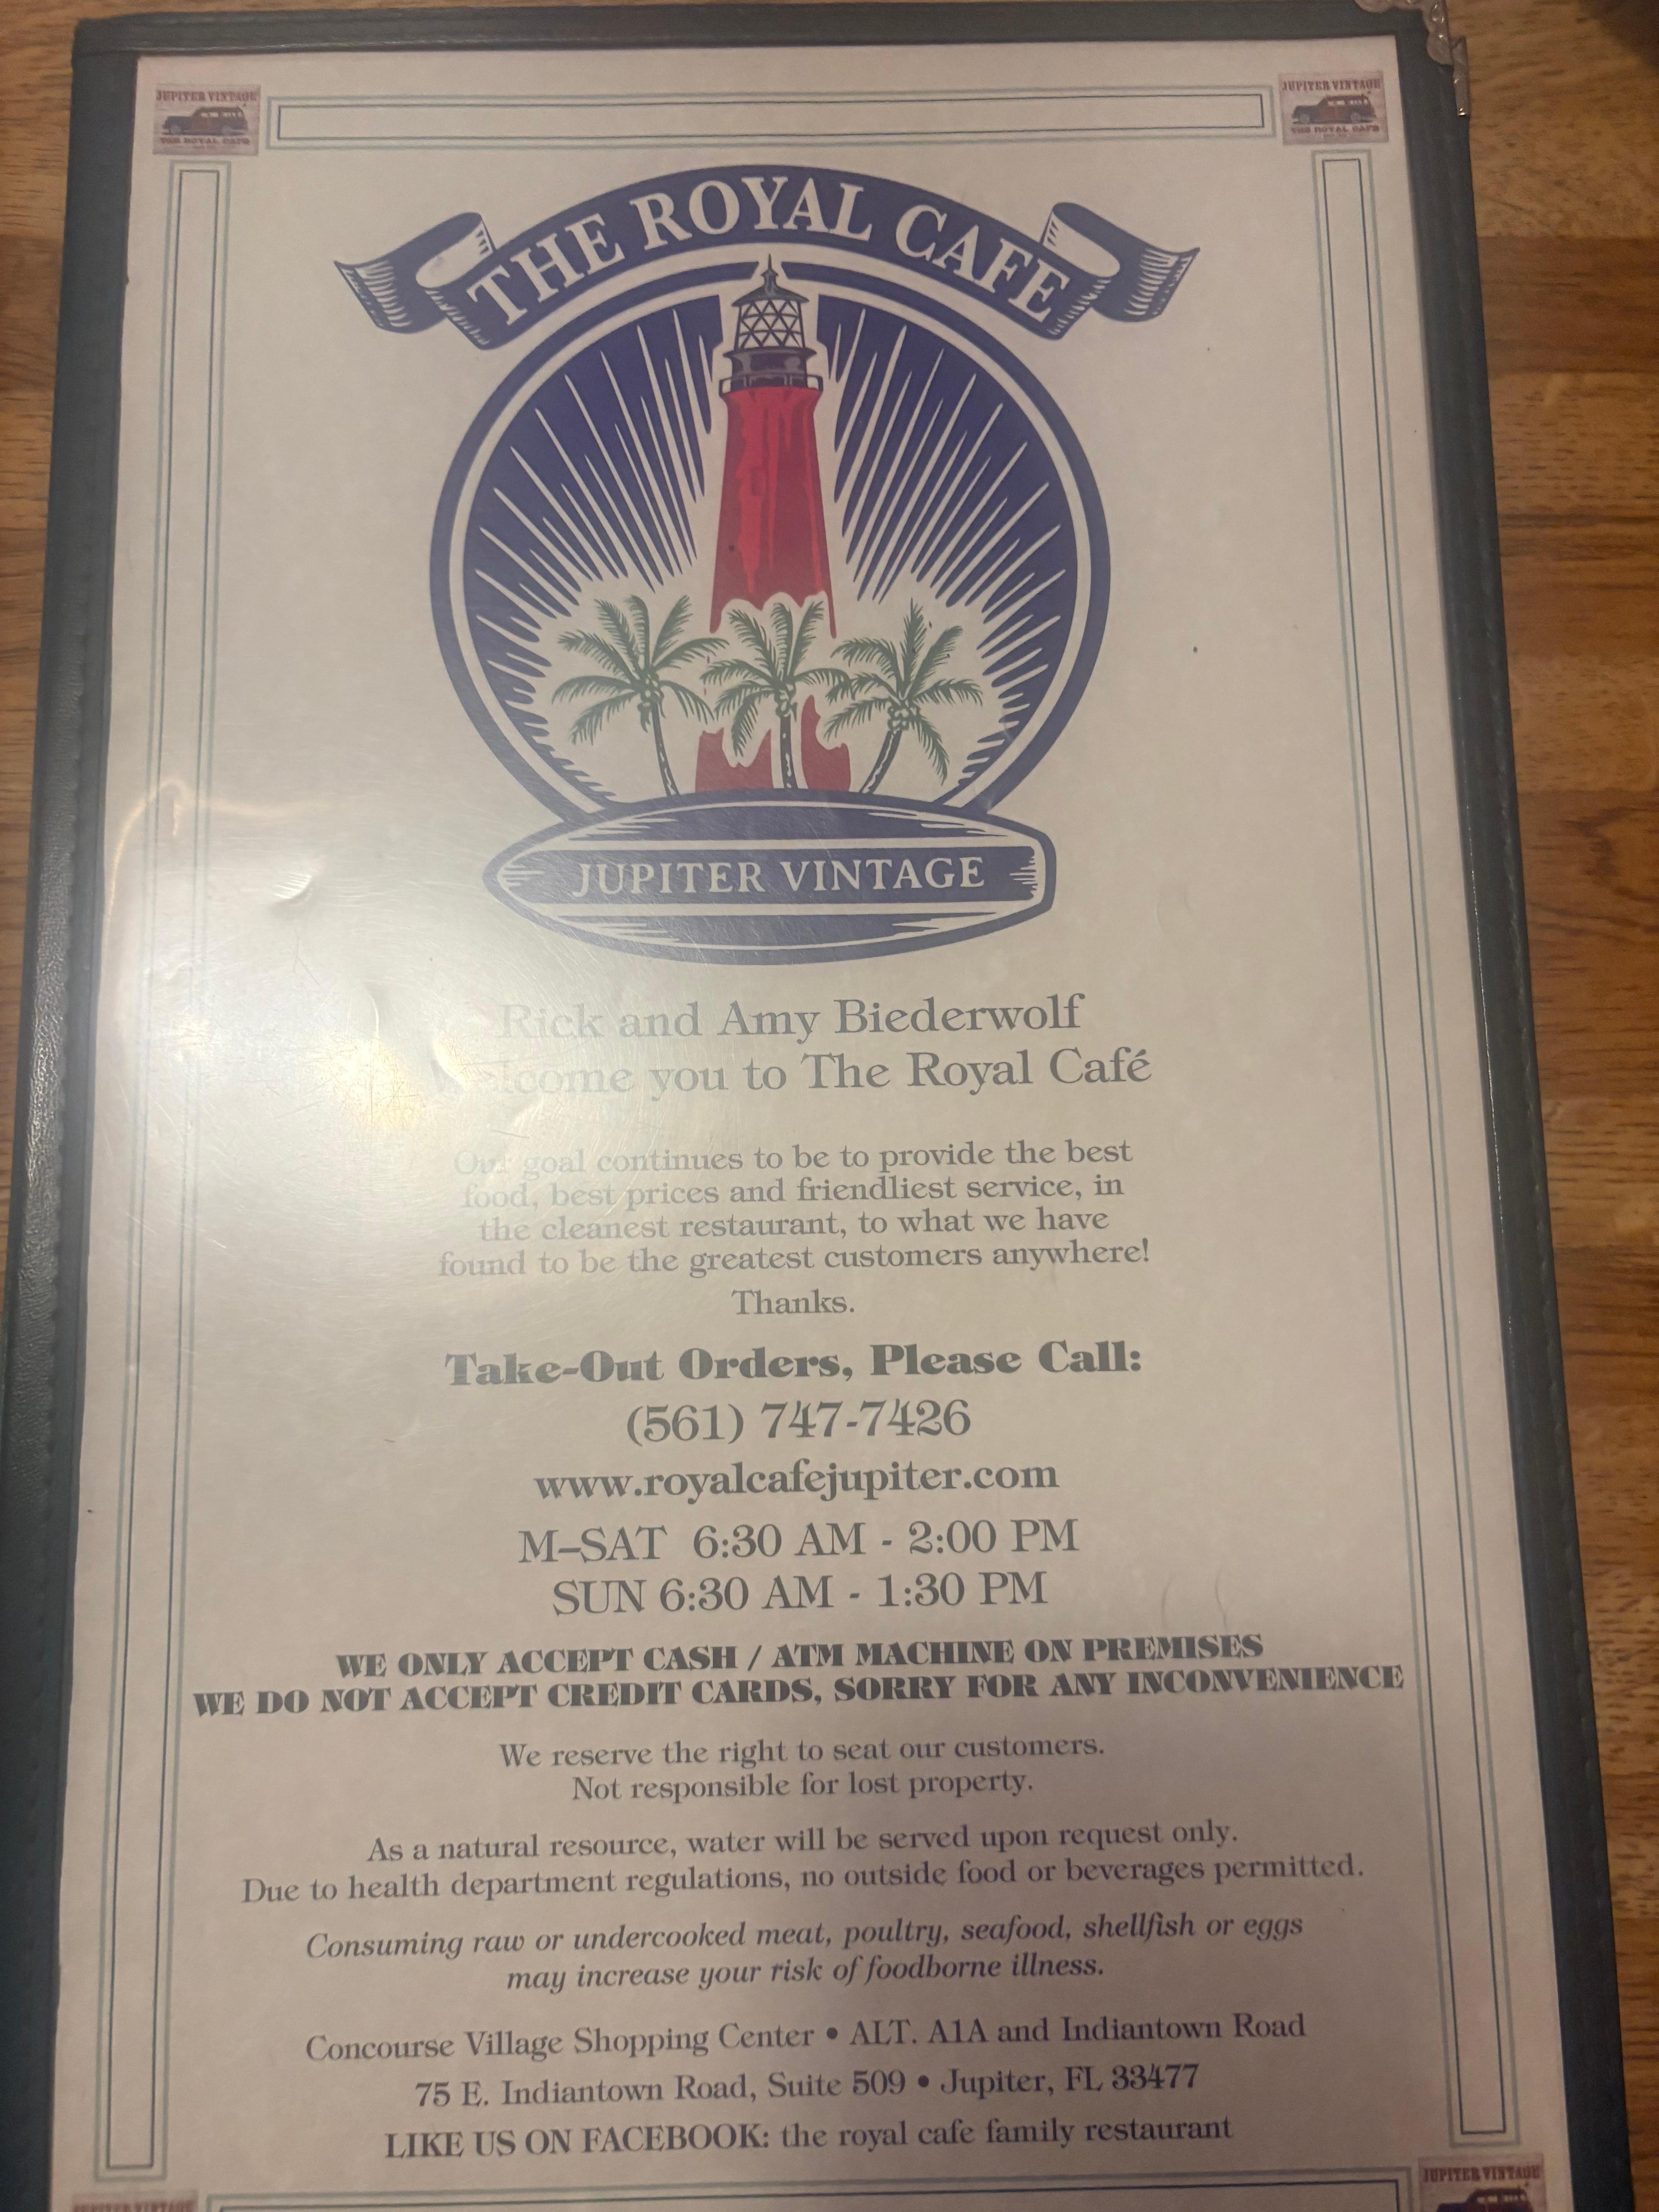 JUPITER VINTAGE
THE ROYAL CAFE
JUPITER VINTAGE
THE ROYAL CAFE
THE ROYAL CAFE
JUPITER VINTAGE
Rick and Amy Biederwolf
Welcome you to The Royal Café
Our goal continues to be to provide the best
food, best prices and friendliest service, in
the cleanest restaurant, to what we have
found to be the greatest customers anywhere!
Thanks.
Take-Out Orders, Please Call:
(561) 747-7426
www.royalcafejupiter.com
M–SAT 6:30 AM - 2:00 PM
SUN 6:30 AM - 1:30 PM
WE ONLY ACCEPT CASH / ATM MACHINE ON PREMISES
WE DO NOT ACCEPT CREDIT CARDS, SORRY FOR ANY INCONVENIENCE
We reserve the right to seat our customers.
Not responsible for lost property.
As a natural resource, water will be served upon request only.
Due to health department regulations, no outside food or beverages permitted.
Consuming raw or undercooked meat, poultry, seafood, shellfish or eggs
may increase your risk of foodborne illness.
Concourse Village Shopping Center • ALT. A1A and Indiantown Road
75 E. Indiantown Road, Suite 509 • Jupiter, FL 33477
LIKE US ON FACEBOOK: the royal cafe family restaurant
JUPITER VINTAGE
JUPITER VINTAGE